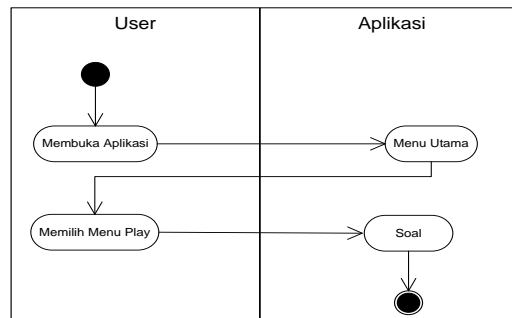 User
Aplikasi
Membuka Aplikasi
Menu Utama
Memilih Menu Play
Soal